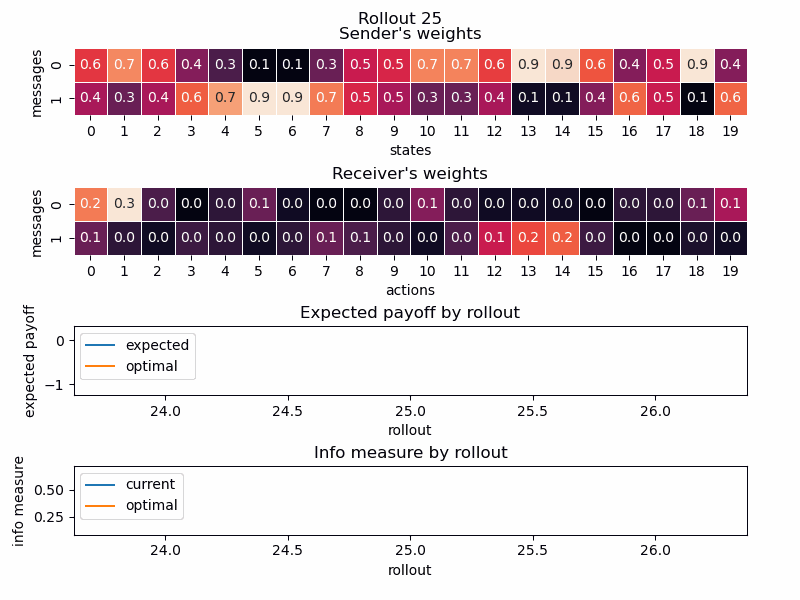 Rollout 25
Sender's weights
messages
0 0.6 0.7 0.6 0.4 0.3 0.1 0.1 0.3 0.5 0.5 0.7 0.7 0.6 0.9 0.9 0.6 0.4 0.5 0.9 0.4
1 0.4 0.3 0.4 0.6 0.7 0.9 0.9 0.7 0.5 0.5 0.3 0.3 0.4 0.1 0.1 0.4 0.6 0.5 0.1 0.6
0 1 2 3 4 5 6 7 8 9 10 11 12 13 14 15 16 17 18 19
states
Receiver's weights
messages
0 0.2 0.3 0.0 0.0 0.0 0.1 0.0 0.0 0.0 0.0 0.1 0.0 0.0 0.0 0.0 0.0 0.0 0.0 0.1 0.1
1 0.1 0.0 0.0 0.0 0.0 0.0 0.0 0.1 0.1 0.0 0.0 0.0 0.1 0.2 0.2 0.0 0.0 0.0 0.0 0.0
0 1 2 3 4 5 6 7 8 9 10 11 12 13 14 15 16 17 18 19
actions
Expected payoff by rollout
expected payoff
0
−1
expected
optimal
24.0 24.5 25.0 25.5 26.0
rollout
Info measure by rollout
info measure
0.50
0.25
current
optimal
24.0 24.5 25.0 25.5 26.0
rollout